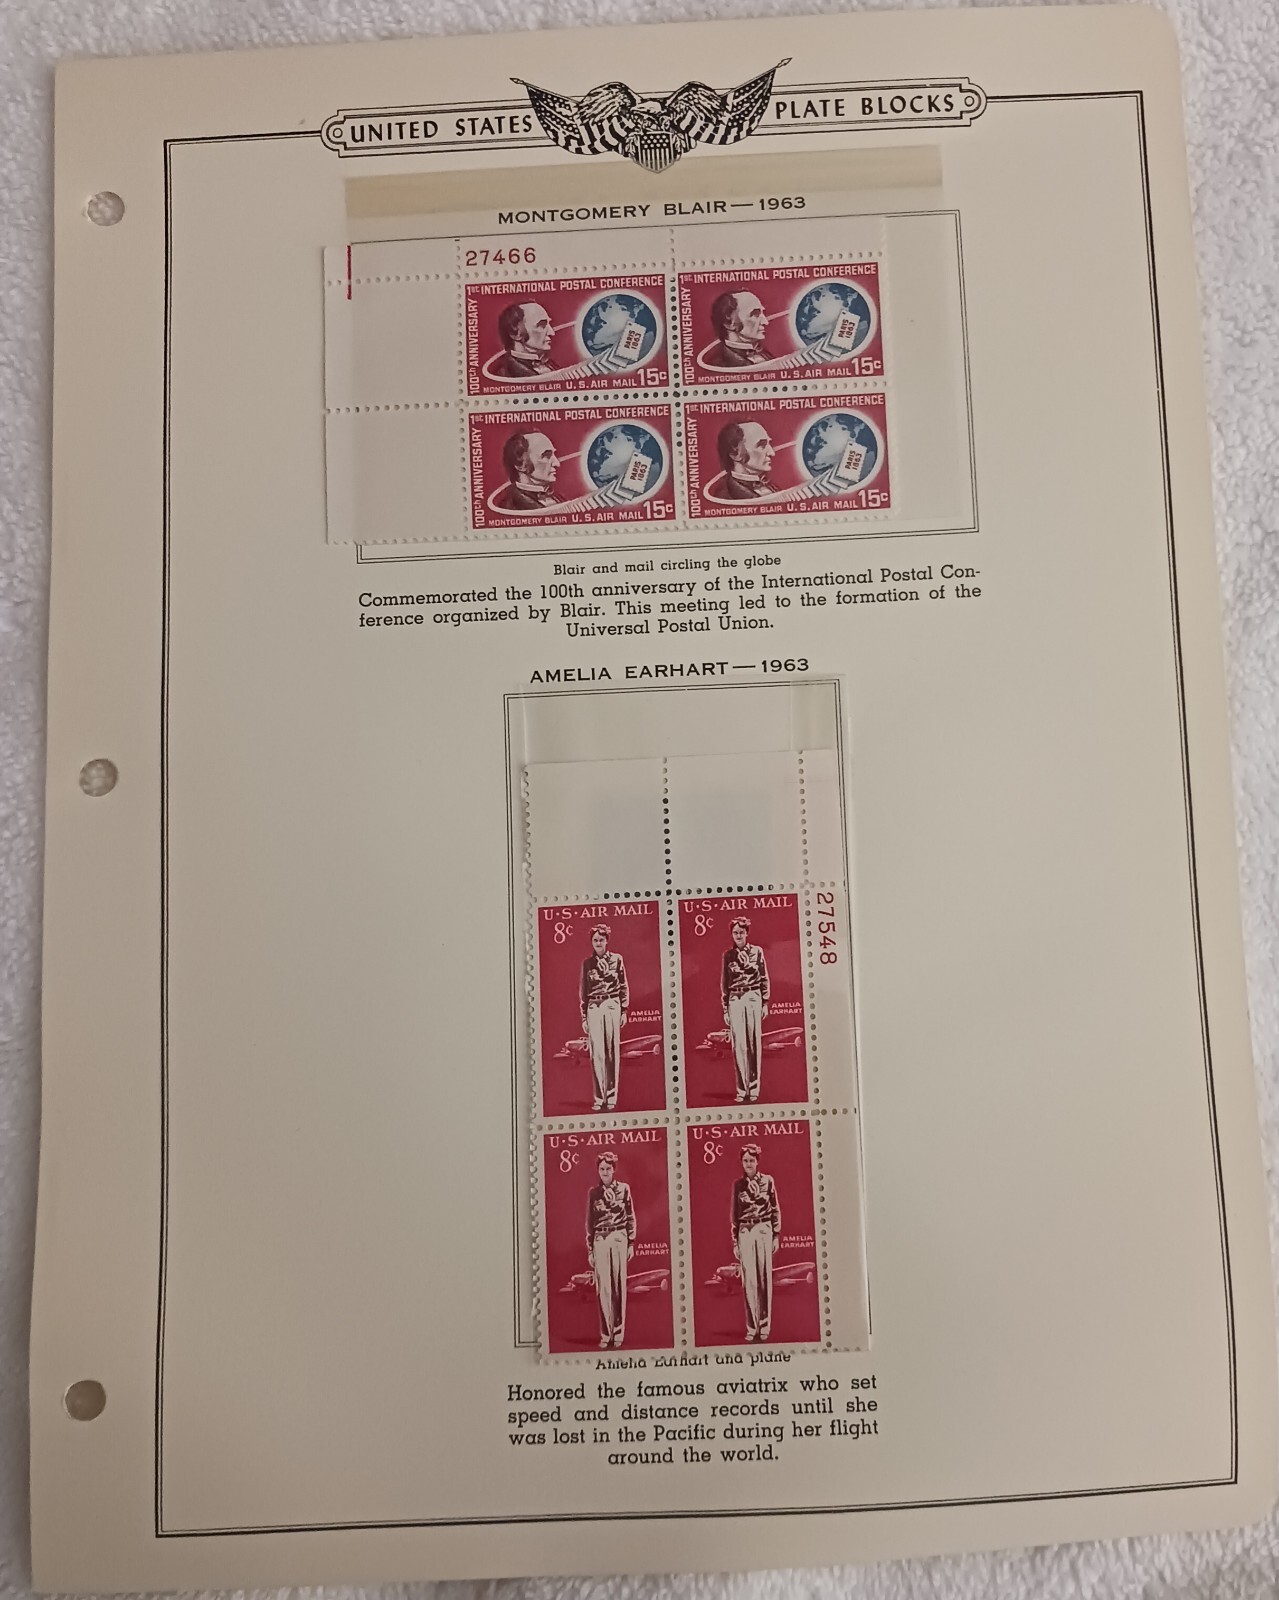 UNITED STATES PLATE BLOCKS
MONTGOMERY BLAIR — 1963
27466
1st INTERNATIONAL POSTAL CONFERENCE
100th ANNIVERSARY
PARIS
1863
MONTGOMERY BLAIR U.S. AIR MAIL 15c
1st INTERNATIONAL POSTAL CONFERENCE
100th ANNIVERSARY
PARIS
1863
MONTGOMERY BLAIR U.S. AIR MAIL 15c
1st INTERNATIONAL POSTAL CONFERENCE
100th ANNIVERSARY
PARIS
1863
MONTGOMERY BLAIR U.S. AIR MAIL 15c
1st INTERNATIONAL POSTAL CONFERENCE
100th ANNIVERSARY
PARIS
1863
MONTGOMERY BLAIR U.S. AIR MAIL 15c
Blair and mail circling the globe
Commemorated the 100th anniversary of the International Postal Con-
ference organized by Blair. This meeting led to the formation of the
Universal Postal Union.
AMELIA EARHART — 1963
27548
U·S·AIR MAIL
8c
AMELIA
EARHART
U·S·AIR MAIL
8c
AMELIA
EARHART
U·S·AIR MAIL
8c
AMELIA
EARHART
U·S·AIR MAIL
8c
AMELIA
EARHART
Amelia Earhart and plane
Honored the famous aviatrix who set
speed and distance records until she
was lost in the Pacific during her flight
around the world.